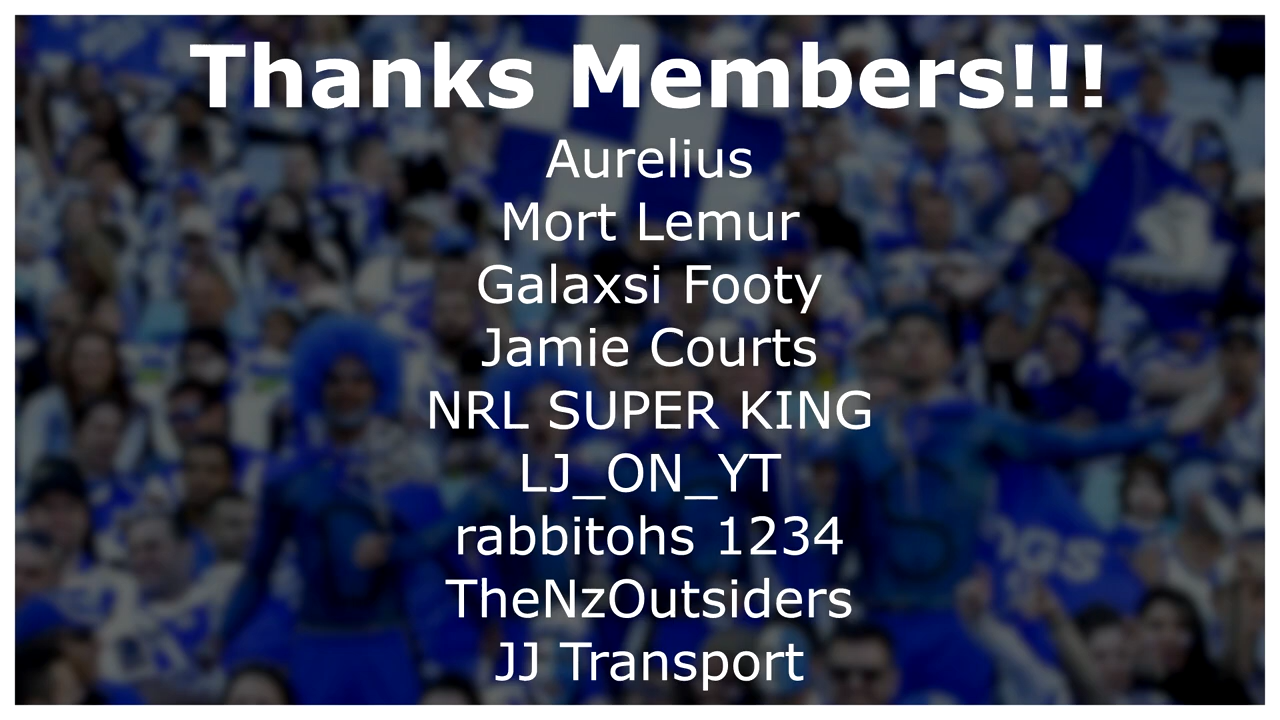 Thanks Members!!!
Aurelius
Mort Lemur
Galaxsi Footy
Jamie Courts
NRL SUPER KING
LJ_ON_YT
rabbitohs 1234
TheNzOutsiders
JJ Transport